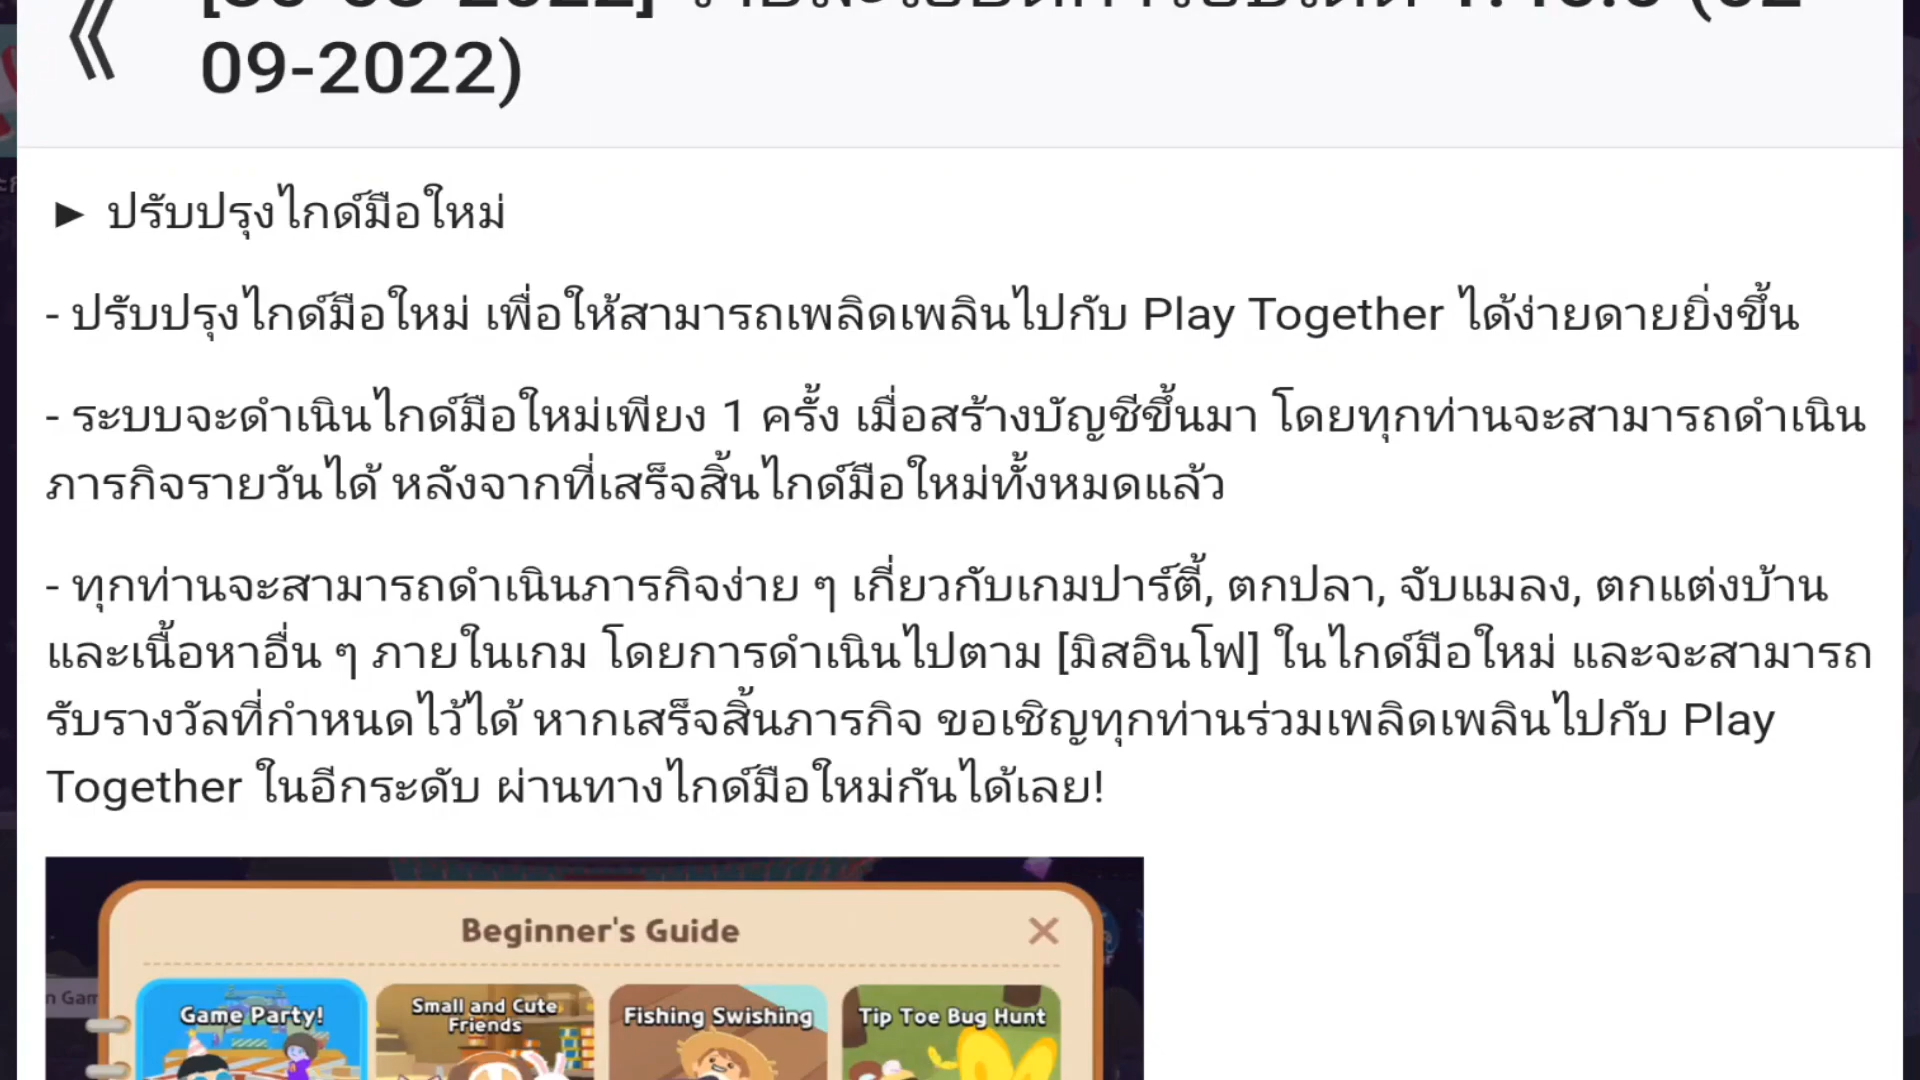 09-2022)
► ปรับปรุงไกด์มือใหม่
- ปรับปรุงไกด์มือใหม่ เพื่อให้สามารถเพลิดเพลินไปกับ Play Together ได้ง่ายดายยิ่งขึ้น
- ระบบจะดำเนินไกด์มือใหม่เพียง 1 ครั้ง เมื่อสร้างบัญชีขึ้นมา โดยทุกท่านจะสามารถดำเนิน
ภารกิจรายวันได้ หลังจากที่เสร็จสิ้นไกด์มือใหม่ทั้งหมดแล้ว
- ทุกท่านจะสามารถดำเนินภารกิจง่าย ๆ เกี่ยวกับเกมปาร์ตี้, ตกปลา, จับแมลง, ตกแต่งบ้าน
และเนื้อหาอื่น ๆ ภายในเกม โดยการดำเนินไปตาม [มิสอินโฟ] ในไกด์มือใหม่ และจะสามารถ
รับรางวัลที่กำหนดไว้ได้ หากเสร็จสิ้นภารกิจ ขอเชิญทุกท่านร่วมเพลิดเพลินไปกับ Play
Together ในอีกระดับ ผ่านทางไกด์มือใหม่กันได้เลย!
Beginner's Guide
Game Party!
Small and Cute
Friends
Fishing Swishing
Tip Toe Bug Hunt